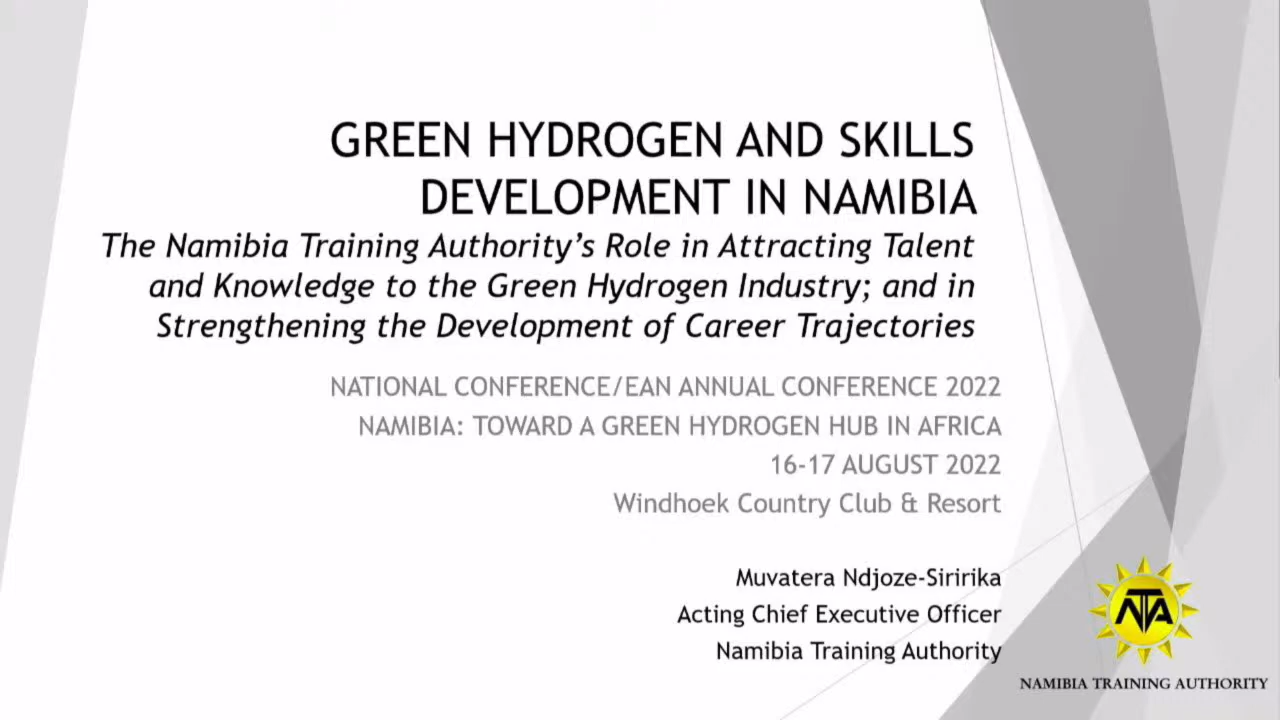 GREEN HYDROGEN AND SKILLS
DEVELOPMENT IN NAMIBIA
The Namibia Training Authority’s Role in Attracting Talent
and Knowledge to the Green Hydrogen Industry; and in
Strengthening the Development of Career Trajectories
NATIONAL CONFERENCE/EAN ANNUAL CONFERENCE 2022
NAMIBIA: TOWARD A GREEN HYDROGEN HUB IN AFRICA
16-17 AUGUST 2022
Windhoek Country Club & Resort
Muvatera Ndjoze-Siririka
Acting Chief Executive Officer
Namibia Training Authority
NTA
NAMIBIA TRAINING AUTHORITY